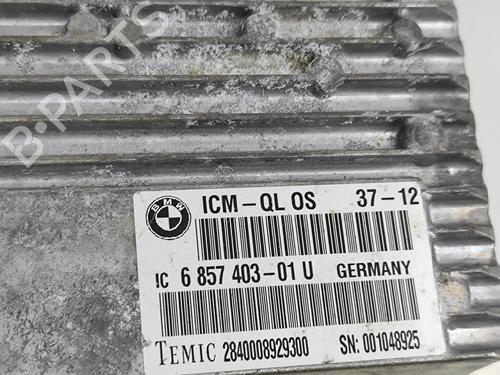 B-PARTS
BMW
ICM-QL OS 37-12
IC 6 857 403-01 U GERMANY
TEMIC 2840008929300 SN: 001048925